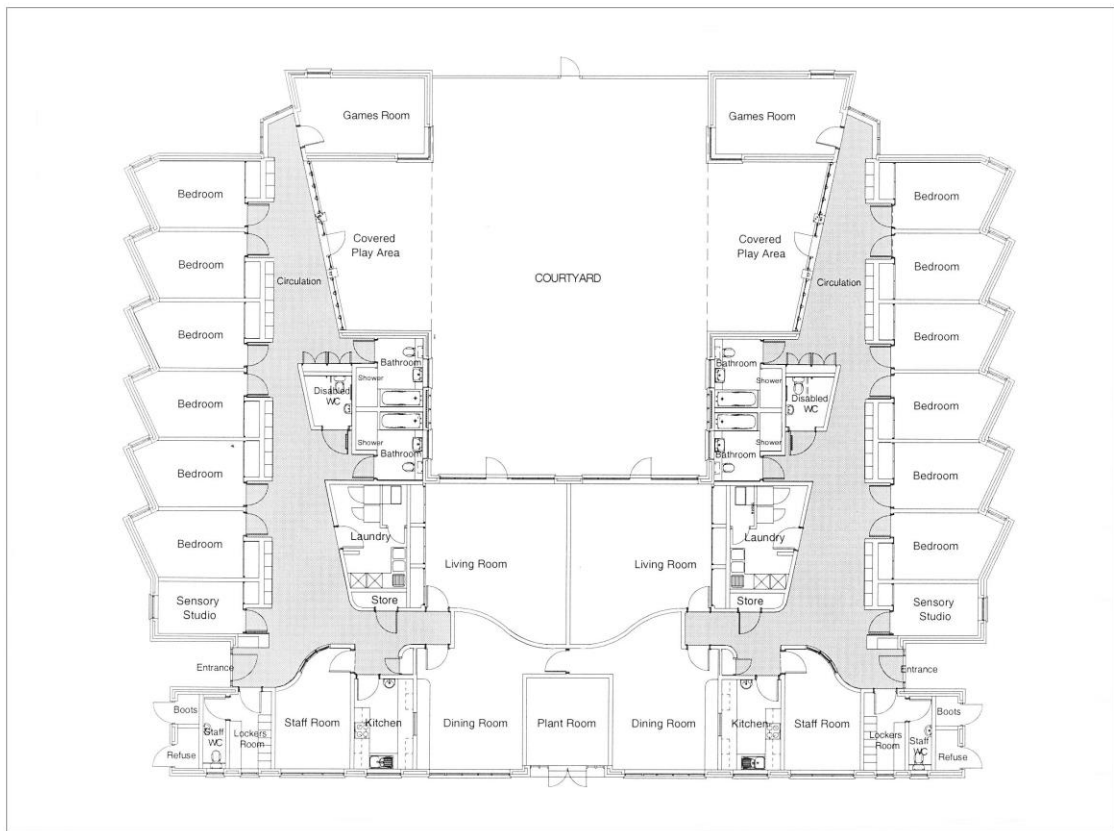 Games Room
Games Room
Bedroom
Bedroom
Covered
Play Area
Covered
Play Area
Bedroom
Bedroom
Circulation
COURTYARD
Circulation
Bedroom
Bedroom
Bathroom
Bathroom
Shower
Shower
Disabled
WC
Disabled
WC
Bedroom
Bedroom
Shower
Shower
Bathroom
Bathroom
Bedroom
Bedroom
Laundry
Laundry
Bedroom
Bedroom
Living Room
Living Room
Sensory
Studio
Store
Store
Sensory
Studio
Entrance
Entrance
Boots
Boots
Staff Room
Kitchen
Dining Room
Plant Room
Dining Room
Kitchen
Staff Room
Staff
WC
Lockers
Room
Lockers
Room
Staff
WC
Refuse
Refuse